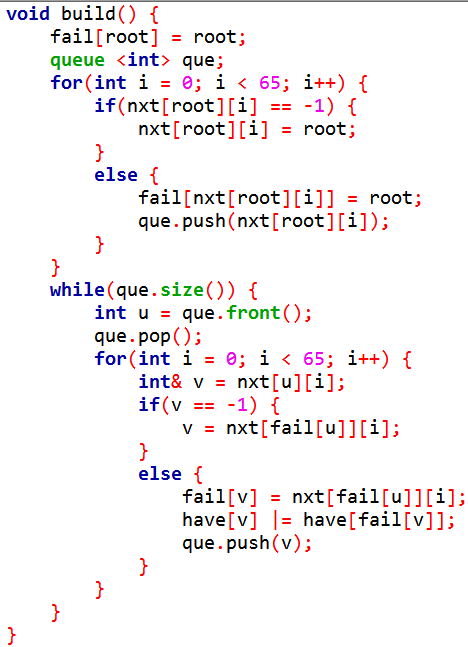 void build() {
    fail[root] = root;
    queue <int> que;
    for(int i = 0; i < 65; i++) {
        if(nxt[root][i] == -1) {
            nxt[root][i] = root;
        }
        else {
            fail[nxt[root][i]] = root;
            que.push(nxt[root][i]);
        }
    }
    while(que.size()) {
        int u = que.front();
        que.pop();
        for(int i = 0; i < 65; i++) {
            int& v = nxt[u][i];
            if(v == -1) {
                v = nxt[fail[u]][i];
            }
            else {
                fail[v] = nxt[fail[u]][i];
                have[v] |= have[fail[v]];
                que.push(v);
            }
        }
    }
}